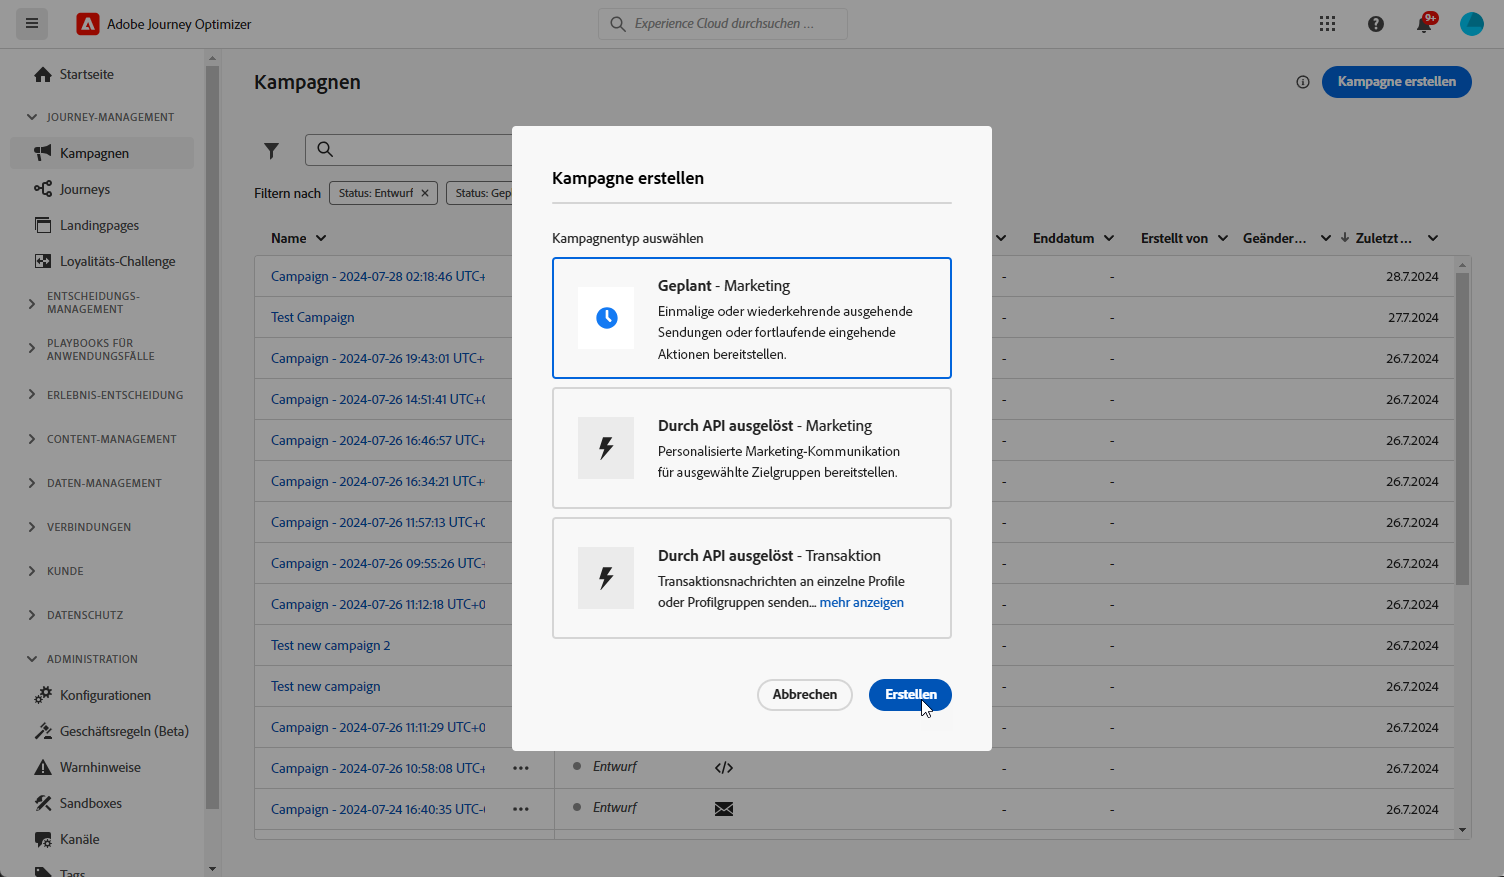 Adobe Journey Optimizer
Experience Cloud durchsuchen ...
9+
Startseite
JOURNEY-MANAGEMENT
Kampagnen
Journeys
Landingpages
Loyalitäts-Challenge
ENTSCHEIDUNGS-
MANAGEMENT
PLAYBOOKS FÜR
ANWENDUNGSFÄLLE
ERLEBNIS-ENTSCHEIDUNG
CONTENT-MANAGEMENT
DATEN-MANAGEMENT
VERBINDUNGEN
KUNDE
DATENSCHUTZ
ADMINISTRATION
Konfigurationen
Geschäftsregeln (Beta)
Warnhinweise
Sandboxes
Kanäle
Tags
Kampagnen
Kampagne erstellen
Filtern nach
Status: Entwurf
Status: Gep
Name
Enddatum
Erstellt von
Geänder...
Zuletzt ...
Campaign - 2024-07-28 02:18:46 UTC+
- - 28.7.2024
Test Campaign
- - 27.7.2024
Campaign - 2024-07-26 19:43:01 UTC+
- - 26.7.2024
Campaign - 2024-07-26 14:51:41 UTC+0
- - 26.7.2024
Campaign - 2024-07-26 16:46:57 UTC+
- - 26.7.2024
Campaign - 2024-07-26 16:34:21 UTC+
- - 26.7.2024
Campaign - 2024-07-26 11:57:13 UTC+0
- - 26.7.2024
Campaign - 2024-07-26 09:55:26 UTC+
- - 26.7.2024
Campaign - 2024-07-26 11:12:18 UTC+0
- - 26.7.2024
Test new campaign 2
- - 26.7.2024
Test new campaign
- - 26.7.2024
Campaign - 2024-07-26 11:11:29 UTC+0
- - 26.7.2024
Campaign - 2024-07-26 10:58:08 UTC+
Entwurf
- - 26.7.2024
Campaign - 2024-07-24 16:40:35 UTC-
Entwurf
- - 26.7.2024
Kampagne erstellen
Kampagnentyp auswählen
Geplant - Marketing
Einmalige oder wiederkehrende ausgehende
Sendungen oder fortlaufende eingehende
Aktionen bereitstellen.
Durch API ausgelöst - Marketing
Personalisierte Marketing-Kommunikation
für ausgewählte Zielgruppen bereitstellen.
Durch API ausgelöst - Transaktion
Transaktionsnachrichten an einzelne Profile
oder Profilgruppen senden... mehr anzeigen
Abbrechen
Erstellen